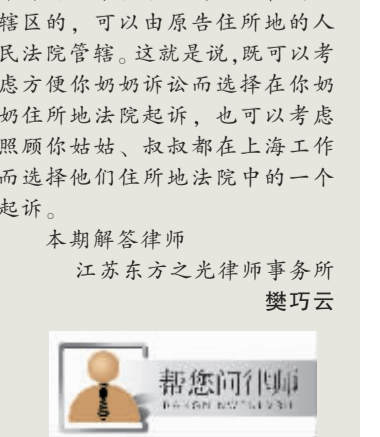 辖区的，可以由原告住所地的人
民法院管辖。这就是说，既可以考
虑方便你奶奶诉讼而选择在你奶
奶住所地法院起诉，也可以考虑
照顾你姑姑、叔叔都在上海工作
而选择他们住所地法院中的一个
起诉。
本期解答律师
江苏东方之光律师事务所
樊巧云
帮您问律师